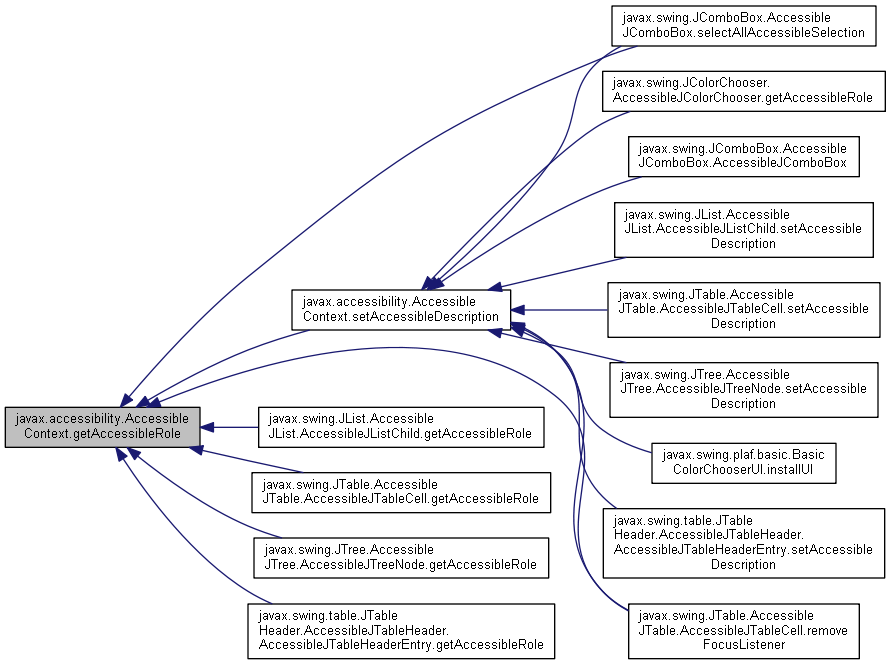 javax.swing.JComboBox.Accessible
JComboBox.selectAllAccessibleSelection
javax.swing.JColorChooser.
AccessibleJColorChooser.getAccessibleRole
javax.swing.JComboBox.Accessible
JComboBox.AccessibleJComboBox
javax.swing.JList.Accessible
JList.AccessibleJListChild.setAccessible
Description
javax.accessibility.Accessible
Context.setAccessibleDescription
javax.swing.JTable.Accessible
JTable.AccessibleJTableCell.setAccessible
Description
javax.swing.JTree.Accessible
JTree.AccessibleJTreeNode.setAccessible
Description
javax.accessibility.Accessible
Context.getAccessibleRole
javax.swing.JList.Accessible
JList.AccessibleJListChild.getAccessibleRole
javax.swing.plaf.basic.Basic
ColorChooserUI.installUI
javax.swing.JTable.Accessible
JTable.AccessibleJTableCell.getAccessibleRole
javax.swing.table.JTable
Header.AccessibleJTableHeader.
AccessibleJTableHeaderEntry.setAccessible
Description
javax.swing.JTree.Accessible
JTree.AccessibleJTreeNode.getAccessibleRole
javax.swing.table.JTable
Header.AccessibleJTableHeader.
AccessibleJTableHeaderEntry.getAccessibleRole
javax.swing.JTable.Accessible
JTable.AccessibleJTableCell.remove
FocusListener